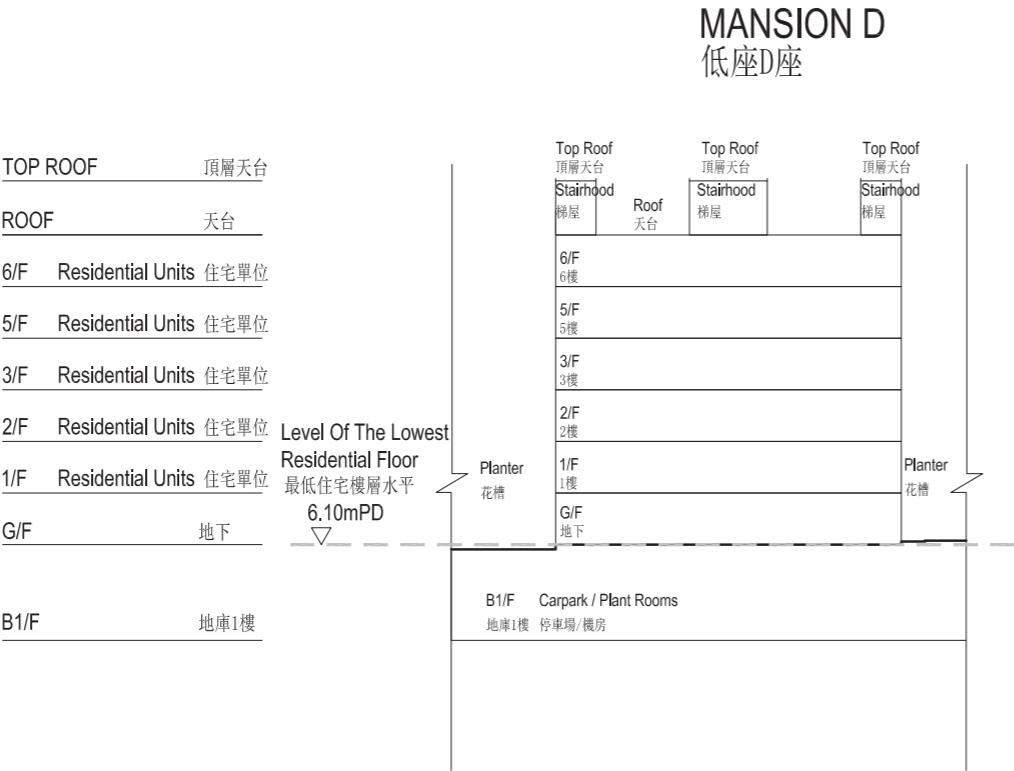 MANSION D
低座D座
TOP ROOF 頂層天台
ROOF 天台
6/F Residential Units 住宅單位
5/F Residential Units 住宅單位
3/F Residential Units 住宅單位
2/F Residential Units 住宅單位
1/F Residential Units 住宅單位
G/F 地下
B1/F 地庫1樓
Level Of The Lowest
Residential Floor
最低住宅樓層水平
6.10mPD
Top Roof
頂層天台
Stairhood
梯屋
Roof
天台
Top Roof
頂層天台
Stairhood
梯屋
Top Roof
頂層天台
Stairhood
梯屋
6/F
6樓
5/F
5樓
3/F
3樓
2/F
2樓
1/F
1樓
G/F
地下
Planter
花槽
Planter
花槽
B1/F Carpark / Plant Rooms
地庫1樓 停車場/機房